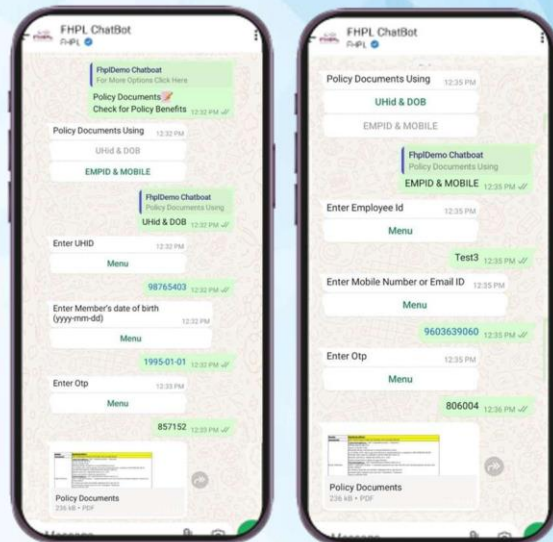 FHPL ChatBot
FHPL
FhplDemo Chatboat
For More Options Click Here
Policy Documents📝
Check for Policy Benefits 12:32 PM
Policy Documents Using 12:32 PM
UHid & DOB
EMPID & MOBILE
FhplDemo Chatboat
Policy Documents Using
UHid & DOB 12:32 PM
Enter UHID 12:32 PM
Menu
98765403 12:32 PM
Enter Member's date of birth
(yyyy-mm-dd) 12:32 PM
Menu
1995-01-01 12:32 PM
Enter Otp 12:33 PM
Menu
857152 12:33 PM
Policy Documents
236 kB • PDF
Message
FHPL ChatBot
FHPL
Policy Documents Using 12:35 PM
UHid & DOB
EMPID & MOBILE
FhplDemo Chatboat
Policy Documents Using
EMPID & MOBILE 12:35 PM
Enter Employee Id 12:35 PM
Menu
Test3 12:35 PM
Enter Mobile Number or Email ID 12:35 PM
Menu
9603639060 12:35 PM
Enter Otp 12:35 PM
Menu
806004 12:36 PM
Policy Documents
236 kB • PDF
Message